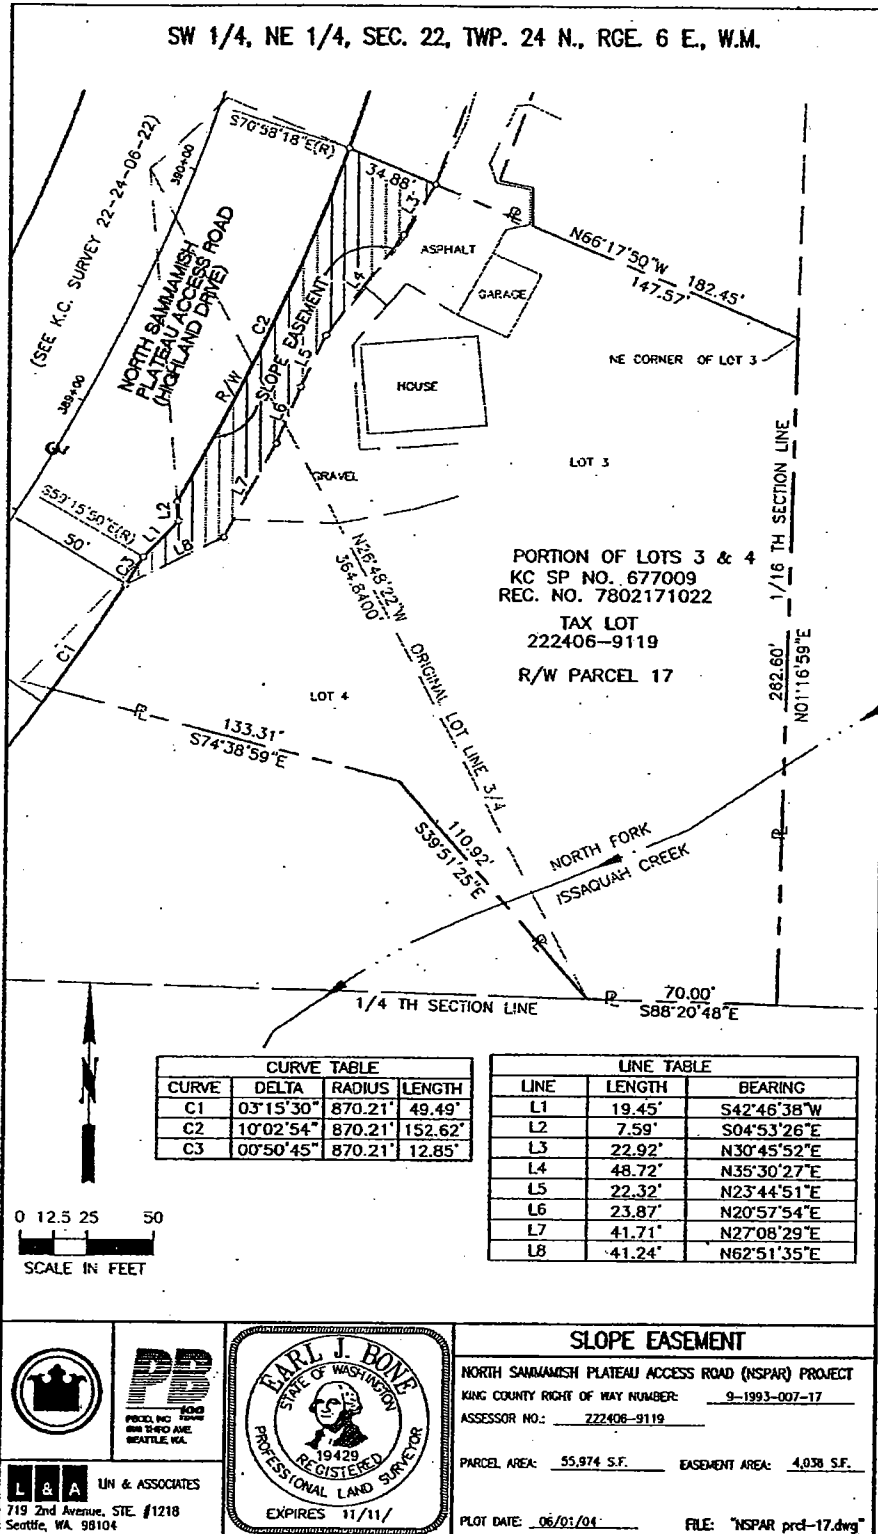 SW 1/4, NE 1/4, SEC. 22, TWP. 24 N., RGE. 6 E., W.M.
S70°58'18"E(R)
(SEE K.C. SURVEY 22-24-06-22)
390+00
34.88'
L3
ASPHALT
N66°17'50"W
182.45'
147.57'
NORTH SAMMAMISH
PLATEAU ACCESS ROAD
(HIGHLAND DRIVE)
GARAGE
L4
C2
SLOPE EASEMENT
NE CORNER OF LOT 3
R/W
L5
HOUSE
389+00
L6
LOT 3
1/16 TH SECTION LINE
GRAVEL
L7
S59°15'50"E(R)
L2
L1
L8
50'
C3
N26°48'22"W
364.8400'
PORTION OF LOTS 3 & 4
KC SP NO. 677009
REC. NO. 7802171022
TAX LOT
222406-9119
R/W PARCEL 17
C1
ORIGINAL LOT LINE 3/4
282.60'
N01°16'59"E
LOT 4
133.31'
S74°38'59"E
110.92'
S39°51'25"E
NORTH FORK
ISSAQUAH CREEK
1/4 TH SECTION LINE
70.00'
S88°20'48"E
N
CURVE TABLE
CURVE DELTA RADIUS LENGTH
C1 03°15'30" 870.21' 49.49'
C2 10°02'54" 870.21' 152.62'
C3 00°50'45" 870.21' 12.85'
LINE TABLE
LINE LENGTH BEARING
L1 19.45' S42°46'38"W
L2 7.59' S04°53'26"E
L3 22.92' N30°45'52"E
L4 48.72' N35°30'27"E
L5 22.32' N23°44'51"E
L6 23.87' N20°57'54"E
L7 41.71' N27°08'29"E
L8 41.24' N62°51'35"E
0 12.5 25 50
SCALE IN FEET
PB
100
YEARS
AVE.
SEATTLE, WA.
L & A LIN & ASSOCIATES
719 2nd Avenue, STE. #1218
Seattle, WA. 98104
EARL J. BONE
STATE OF WASHINGTON
19429
REGISTERED
PROFESSIONAL LAND SURVEYOR
EXPIRES 11/11/
SLOPE EASEMENT
NORTH SAMMAMISH PLATEAU ACCESS ROAD (NSPAR) PROJECT
KING COUNTY RIGHT OF WAY NUMBER: 9-1993-007-17
ASSESSOR NO.: 222406-9119
PARCEL AREA: 55,974 S.F. EASEMENT AREA: 4,038 S.F.
PLOT DATE: 06/01/04 FILE: "NSPAR prcl-17.dwg"